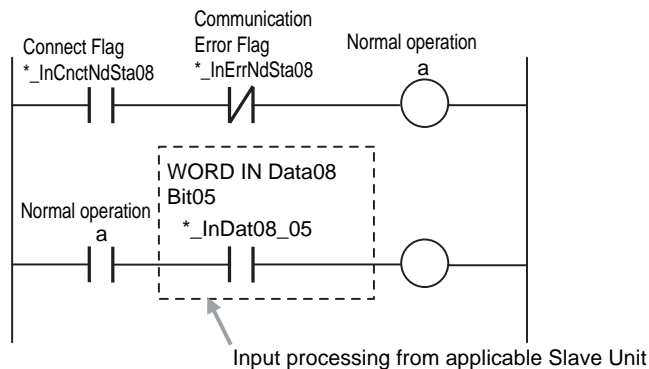 Connect Flag
*_InCnctNdSta08
Communication
Error Flag
*_InErrNdSta08
Normal operation
a
WORD IN Data08
Bit05
Normal operation
a
*_InDat08_05
Input processing from applicable Slave Unit